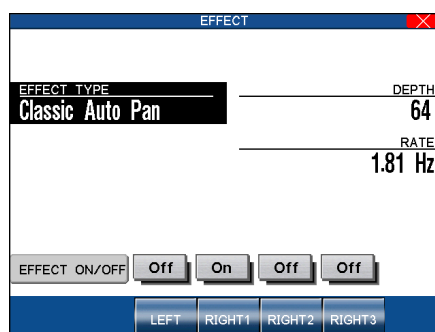 EFFECT
EFFECT TYPE
Classic Auto Pan
DEPTH
64
RATE
1.81 Hz
EFFECT ON/OFF Off On Off Off
LEFT RIGHT1 RIGHT2 RIGHT3